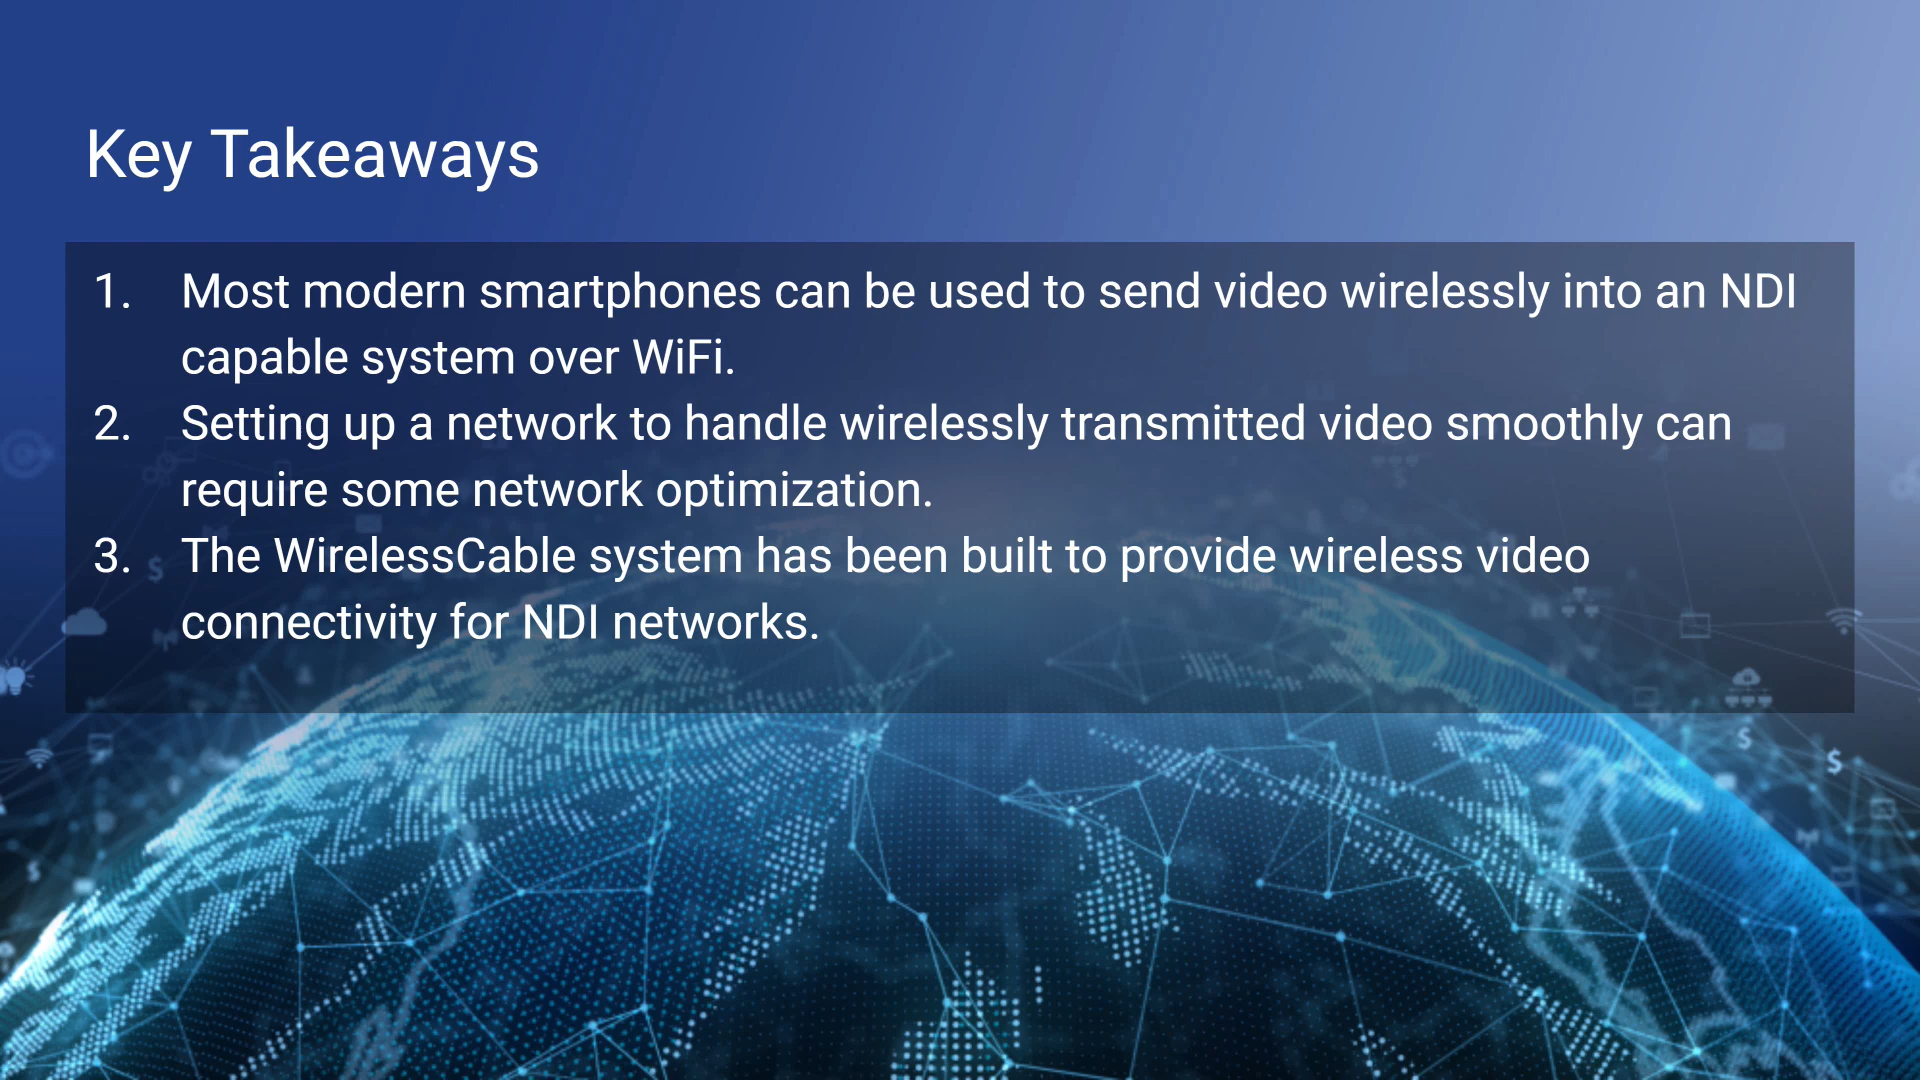 Key Takeaways
1. Most modern smartphones can be used to send video wirelessly into an NDI
capable system over WiFi.
2. Setting up a network to handle wirelessly transmitted video smoothly can
require some network optimization.
3. The WirelessCable system has been built to provide wireless video
connectivity for NDI networks.